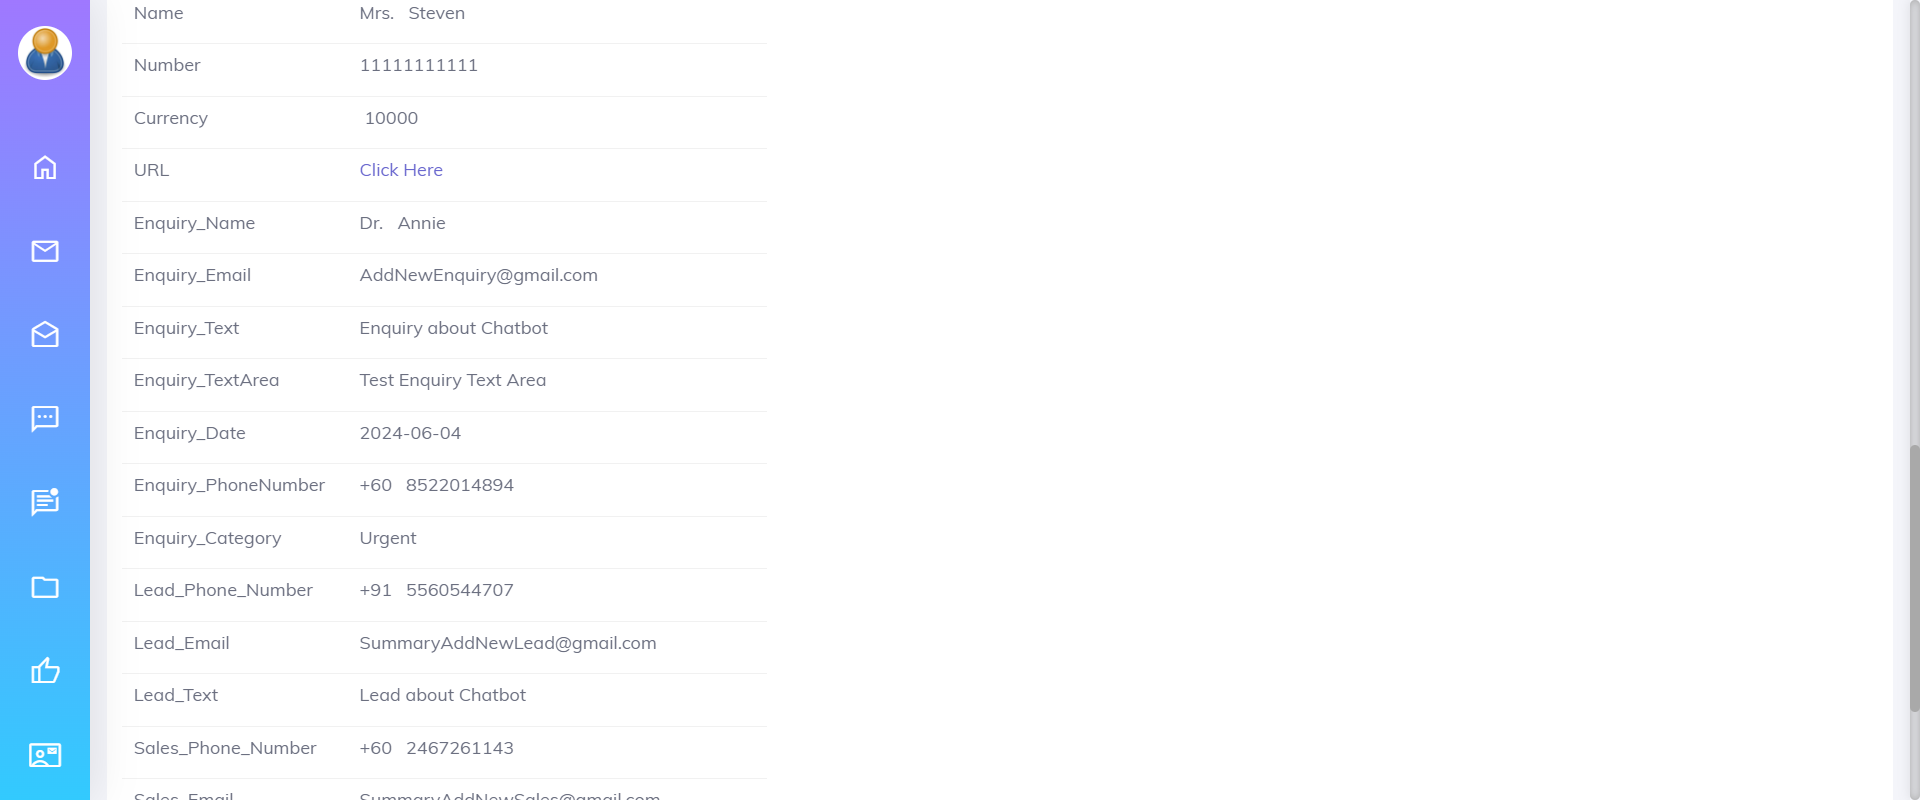 Name Mrs. Steven
Number 11111111111
Currency 10000
URL Click Here
Enquiry_Name Dr. Annie
Enquiry_Email AddNewEnquiry@gmail.com
Enquiry_Text Enquiry about Chatbot
Enquiry_TextArea Test Enquiry Text Area
Enquiry_Date 2024-06-04
Enquiry_PhoneNumber +60 8522014894
Enquiry_Category Urgent
Lead_Phone_Number +91 5560544707
Lead_Email SummaryAddNewLead@gmail.com
Lead_Text Lead about Chatbot
Sales_Phone_Number +60 2467261143
Sales_Email SummaryAddNewSales@gmail.com